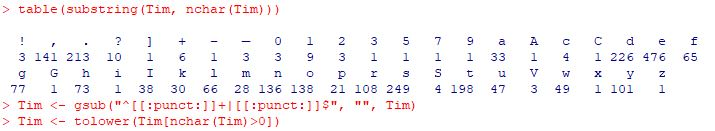 > table(substring(Tim, nchar(Tim)))
! , . ? ] + - — 0 1 2 3 5 7 9 a A c C d e f
3 141 213 10 1 6 1 3 3 9 3 1 1 1 1 33 1 4 1 226 476 65
g G h i I k l m n o p r s S t u V w x y z
77 1 73 1 38 30 66 28 136 138 21 108 249 4 198 47 3 49 1 101 1
> Tim <- gsub("^[[:punct:]]+|[[:punct:]]$", "", Tim)
> Tim <- tolower(Tim[nchar(Tim)>0])